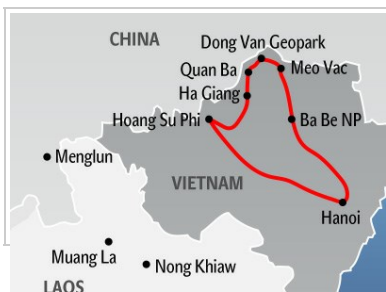 CHINA
Dong Van Geopark
Quan Ba
Meo Vac
Ha Giang
Hoang Su Phi
Ba Be NP
Menglun
VIETNAM
Hanoi
Muang La
Nong Khiaw
LAOS